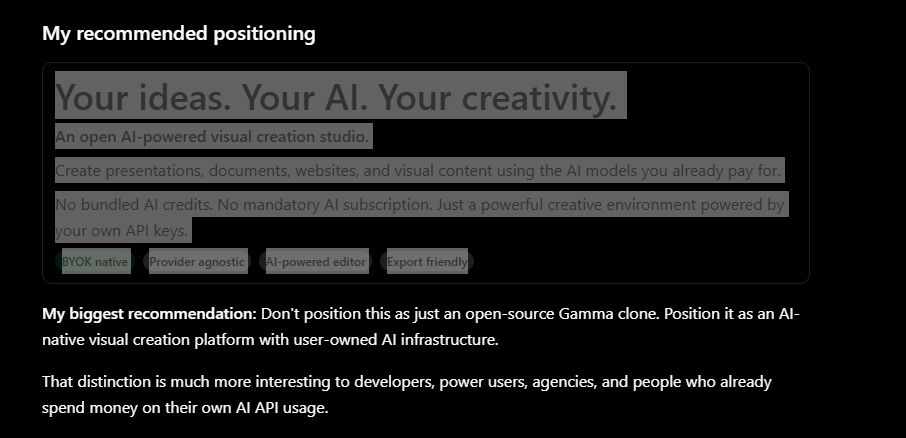 My recommended positioning
Your ideas. Your AI. Your creativity.
An open AI-powered visual creation studio.
Create presentations, documents, websites, and visual content using the AI models you already pay for.
No bundled AI credits. No mandatory AI subscription. Just a powerful creative environment powered by
your own API keys.
BYOK native Provider agnostic AI-powered editor Export friendly
My biggest recommendation: Don't position this as just an open-source Gamma clone. Position it as an AI-
native visual creation platform with user-owned AI infrastructure.
That distinction is much more interesting to developers, power users, agencies, and people who already
spend money on their own AI API usage.